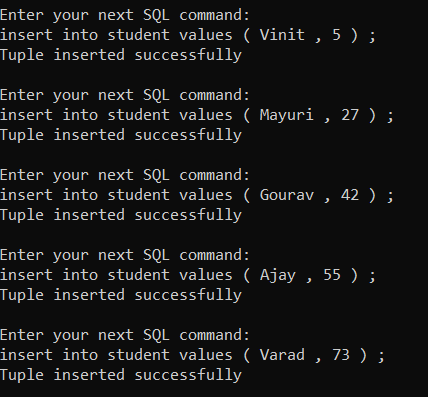 Enter your next SQL command:
insert into student values ( Vinit , 5 ) ;
Tuple inserted successfully
Enter your next SQL command:
insert into student values ( Mayuri , 27 ) ;
Tuple inserted successfully
Enter your next SQL command:
insert into student values ( Gourav , 42 ) ;
Tuple inserted successfully
Enter your next SQL command:
insert into student values ( Ajay , 55 ) ;
Tuple inserted successfully
Enter your next SQL command:
insert into student values ( Varad , 73 ) ;
Tuple inserted successfully